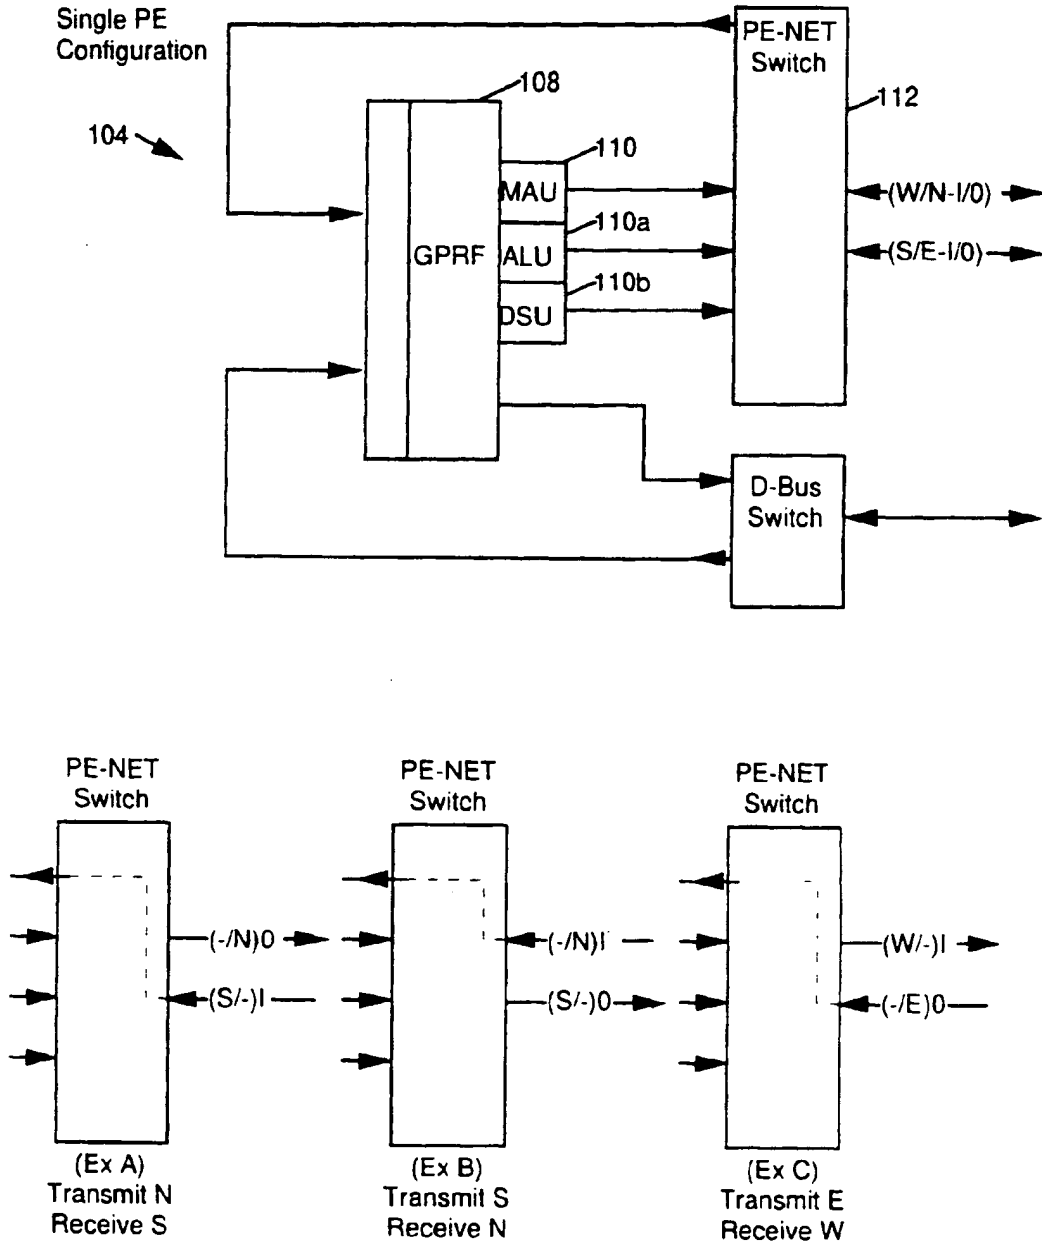 Single PE
Configuration
PE-NET
Switch
108
112
104
110
MAU
(W/N-I/0)
110a
GPRF
ALU
(S/E-I/0)
110b
DSU
D-Bus
Switch
PE-NET
Switch
PE-NET
Switch
PE-NET
Switch
(-/N)0
(-/N)I
(W/-)I
(S/-)I
(S/-)0
(-/E)0
(Ex A)
Transmit N
Receive S
(Ex B)
Transmit S
Receive N
(Ex C)
Transmit E
Receive W